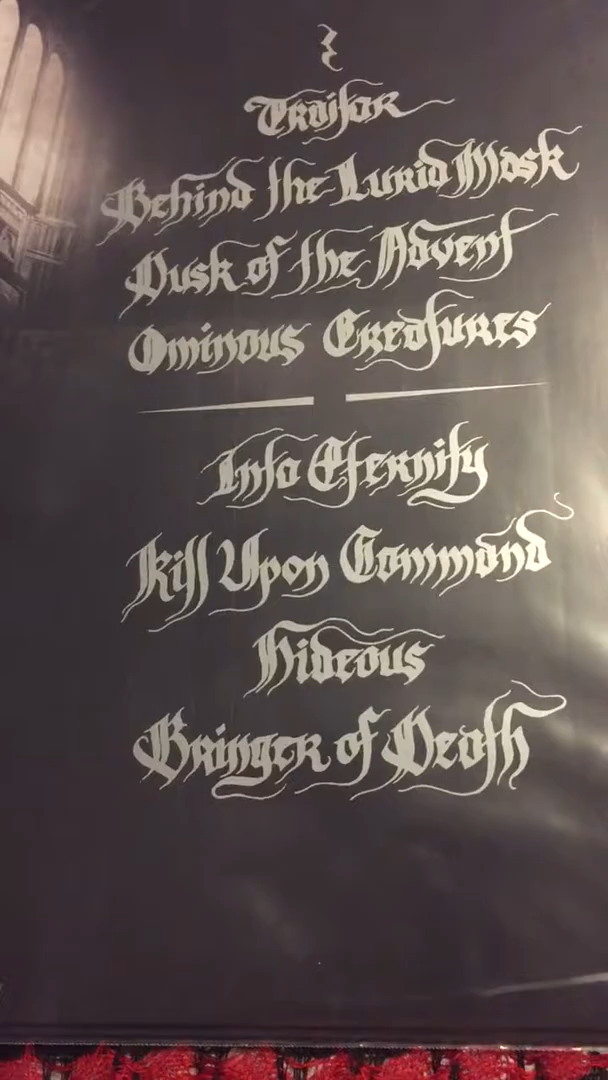 Traitor
Behind the Lurid Mask
Dusk of the Advent
Ominous Creatures
Into Eternity
Kill Upon Command
Hideous
Bringer of Death